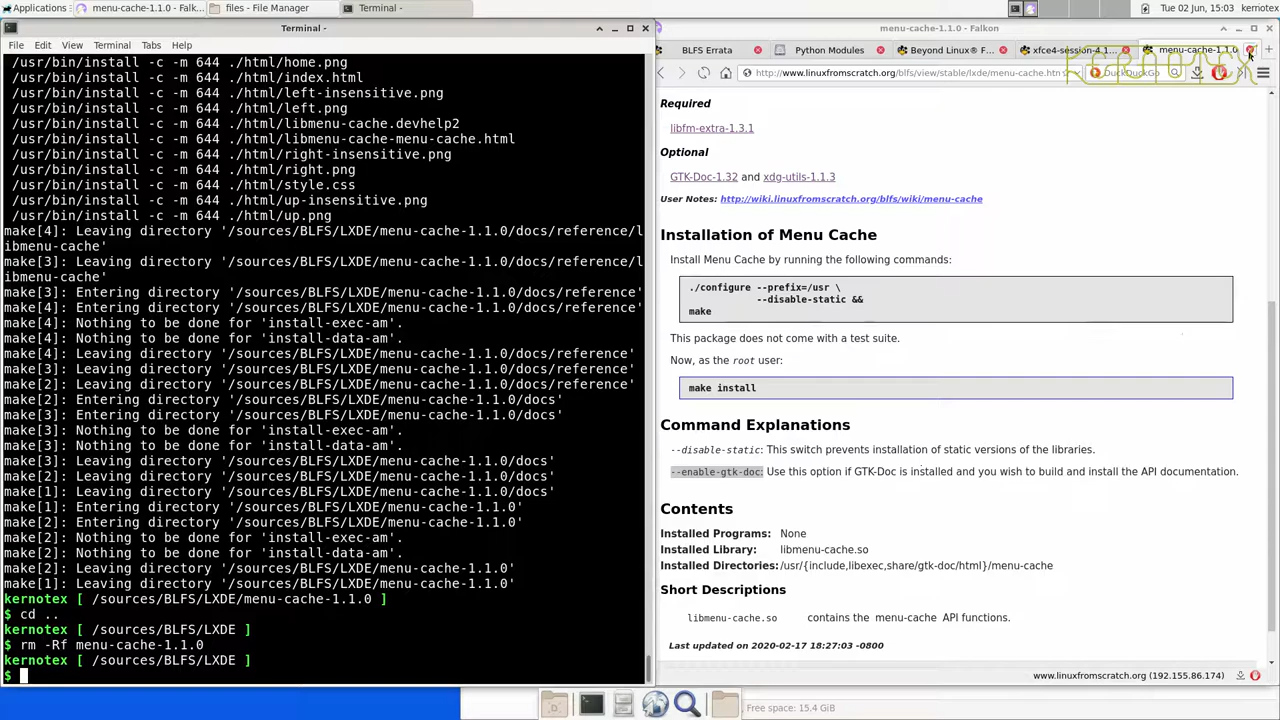 Applications
menu-cache-1.1.0 - Falk...
files - File Manager
Terminal -
Tue 02 Jun, 15:03
kernotex
Terminal -
File Edit View Terminal Tabs Help
/usr/bin/install -c -m 644 ./html/home.png
/usr/bin/install -c -m 644 ./html/index.html
/usr/bin/install -c -m 644 ./html/left-insensitive.png
/usr/bin/install -c -m 644 ./html/left.png
/usr/bin/install -c -m 644 ./html/libmenu-cache.devhelp2
/usr/bin/install -c -m 644 ./html/libmenu-cache-menu-cache.html
/usr/bin/install -c -m 644 ./html/right-insensitive.png
/usr/bin/install -c -m 644 ./html/right.png
/usr/bin/install -c -m 644 ./html/style.css
/usr/bin/install -c -m 644 ./html/up-insensitive.png
/usr/bin/install -c -m 644 ./html/up.png
make[4]: Leaving directory '/sources/BLFS/LXDE/menu-cache-1.1.0/docs/reference/l
ibmenu-cache'
make[3]: Leaving directory '/sources/BLFS/LXDE/menu-cache-1.1.0/docs/reference/l
ibmenu-cache'
make[3]: Entering directory '/sources/BLFS/LXDE/menu-cache-1.1.0/docs/reference'
make[4]: Entering directory '/sources/BLFS/LXDE/menu-cache-1.1.0/docs/reference'
make[4]: Nothing to be done for 'install-exec-am'.
make[4]: Nothing to be done for 'install-data-am'.
make[4]: Leaving directory '/sources/BLFS/LXDE/menu-cache-1.1.0/docs/reference'
make[3]: Leaving directory '/sources/BLFS/LXDE/menu-cache-1.1.0/docs/reference'
make[2]: Leaving directory '/sources/BLFS/LXDE/menu-cache-1.1.0/docs/reference'
make[2]: Entering directory '/sources/BLFS/LXDE/menu-cache-1.1.0/docs'
make[3]: Entering directory '/sources/BLFS/LXDE/menu-cache-1.1.0/docs'
make[3]: Nothing to be done for 'install-exec-am'.
make[3]: Nothing to be done for 'install-data-am'.
make[3]: Leaving directory '/sources/BLFS/LXDE/menu-cache-1.1.0/docs'
make[2]: Leaving directory '/sources/BLFS/LXDE/menu-cache-1.1.0/docs'
make[1]: Leaving directory '/sources/BLFS/LXDE/menu-cache-1.1.0/docs'
make[1]: Entering directory '/sources/BLFS/LXDE/menu-cache-1.1.0'
make[2]: Entering directory '/sources/BLFS/LXDE/menu-cache-1.1.0'
make[2]: Nothing to be done for 'install-exec-am'.
make[2]: Nothing to be done for 'install-data-am'.
make[2]: Leaving directory '/sources/BLFS/LXDE/menu-cache-1.1.0'
make[1]: Leaving directory '/sources/BLFS/LXDE/menu-cache-1.1.0'
kernotex [ /sources/BLFS/LXDE/menu-cache-1.1.0 ]
$ cd ..
kernotex [ /sources/BLFS/LXDE ]
$ rm -Rf menu-cache-1.1.0
kernotex [ /sources/BLFS/LXDE ]
$
menu-cache-1.1.0 - Falkon
BLFS Errata
Python Modules
Beyond Linux® F...
xfce4-session-4.1...
menu-cache-1.1.0
http://www.linuxfromscratch.org/blfs/view/stable/lxde/menu-cache.htm
DuckDuckGo
KERNOTEX
Required
libfm-extra-1.3.1
Optional
GTK-Doc-1.32 and xdg-utils-1.1.3
User Notes: http://wiki.linuxfromscratch.org/blfs/wiki/menu-cache
Installation of Menu Cache
Install Menu Cache by running the following commands:
./configure --prefix=/usr \
--disable-static &&
make
This package does not come with a test suite.
Now, as the root user:
make install
Command Explanations
--disable-static: This switch prevents installation of static versions of the libraries.
--enable-gtk-doc: Use this option if GTK-Doc is installed and you wish to build and install the API documentation.
Contents
Installed Programs: None
Installed Library: libmenu-cache.so
Installed Directories: /usr/{include,libexec,share/gtk-doc/html}/menu-cache
Short Descriptions
libmenu-cache.so contains the menu-cache API functions.
Last updated on 2020-02-17 18:27:03 -0800
www.linuxfromscratch.org (192.155.86.174)
Free space: 15.4 GiB